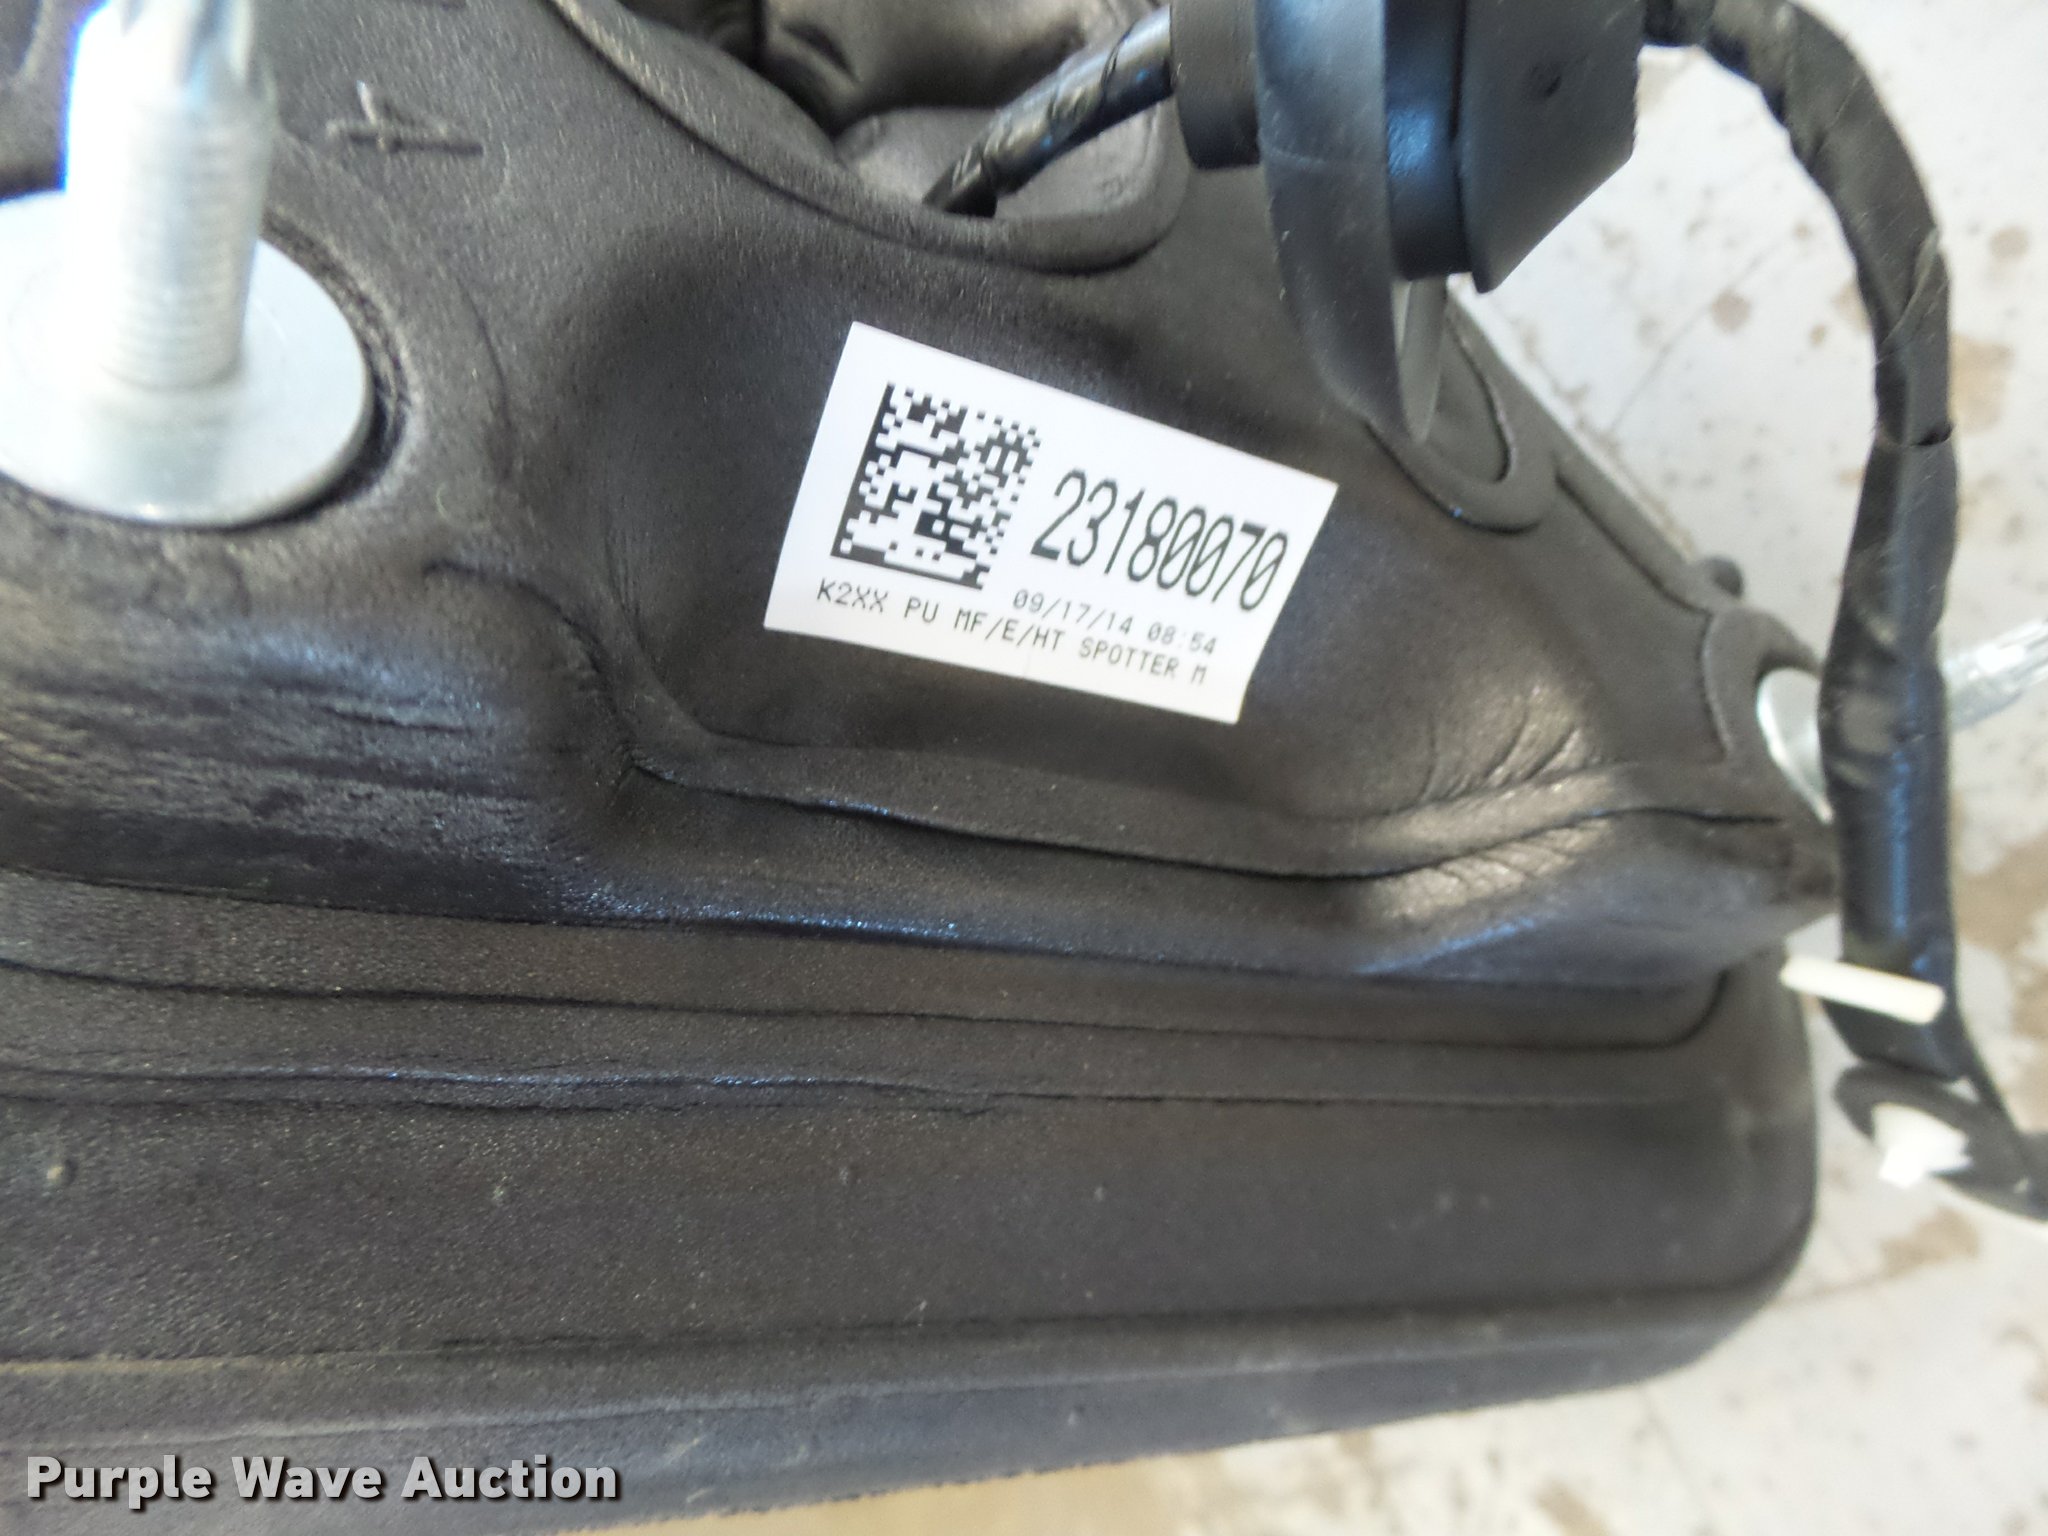 23180070
09/17/14 08:54
K2XX PU MF/E/HT SPOTTER M
Purple Wave Auction